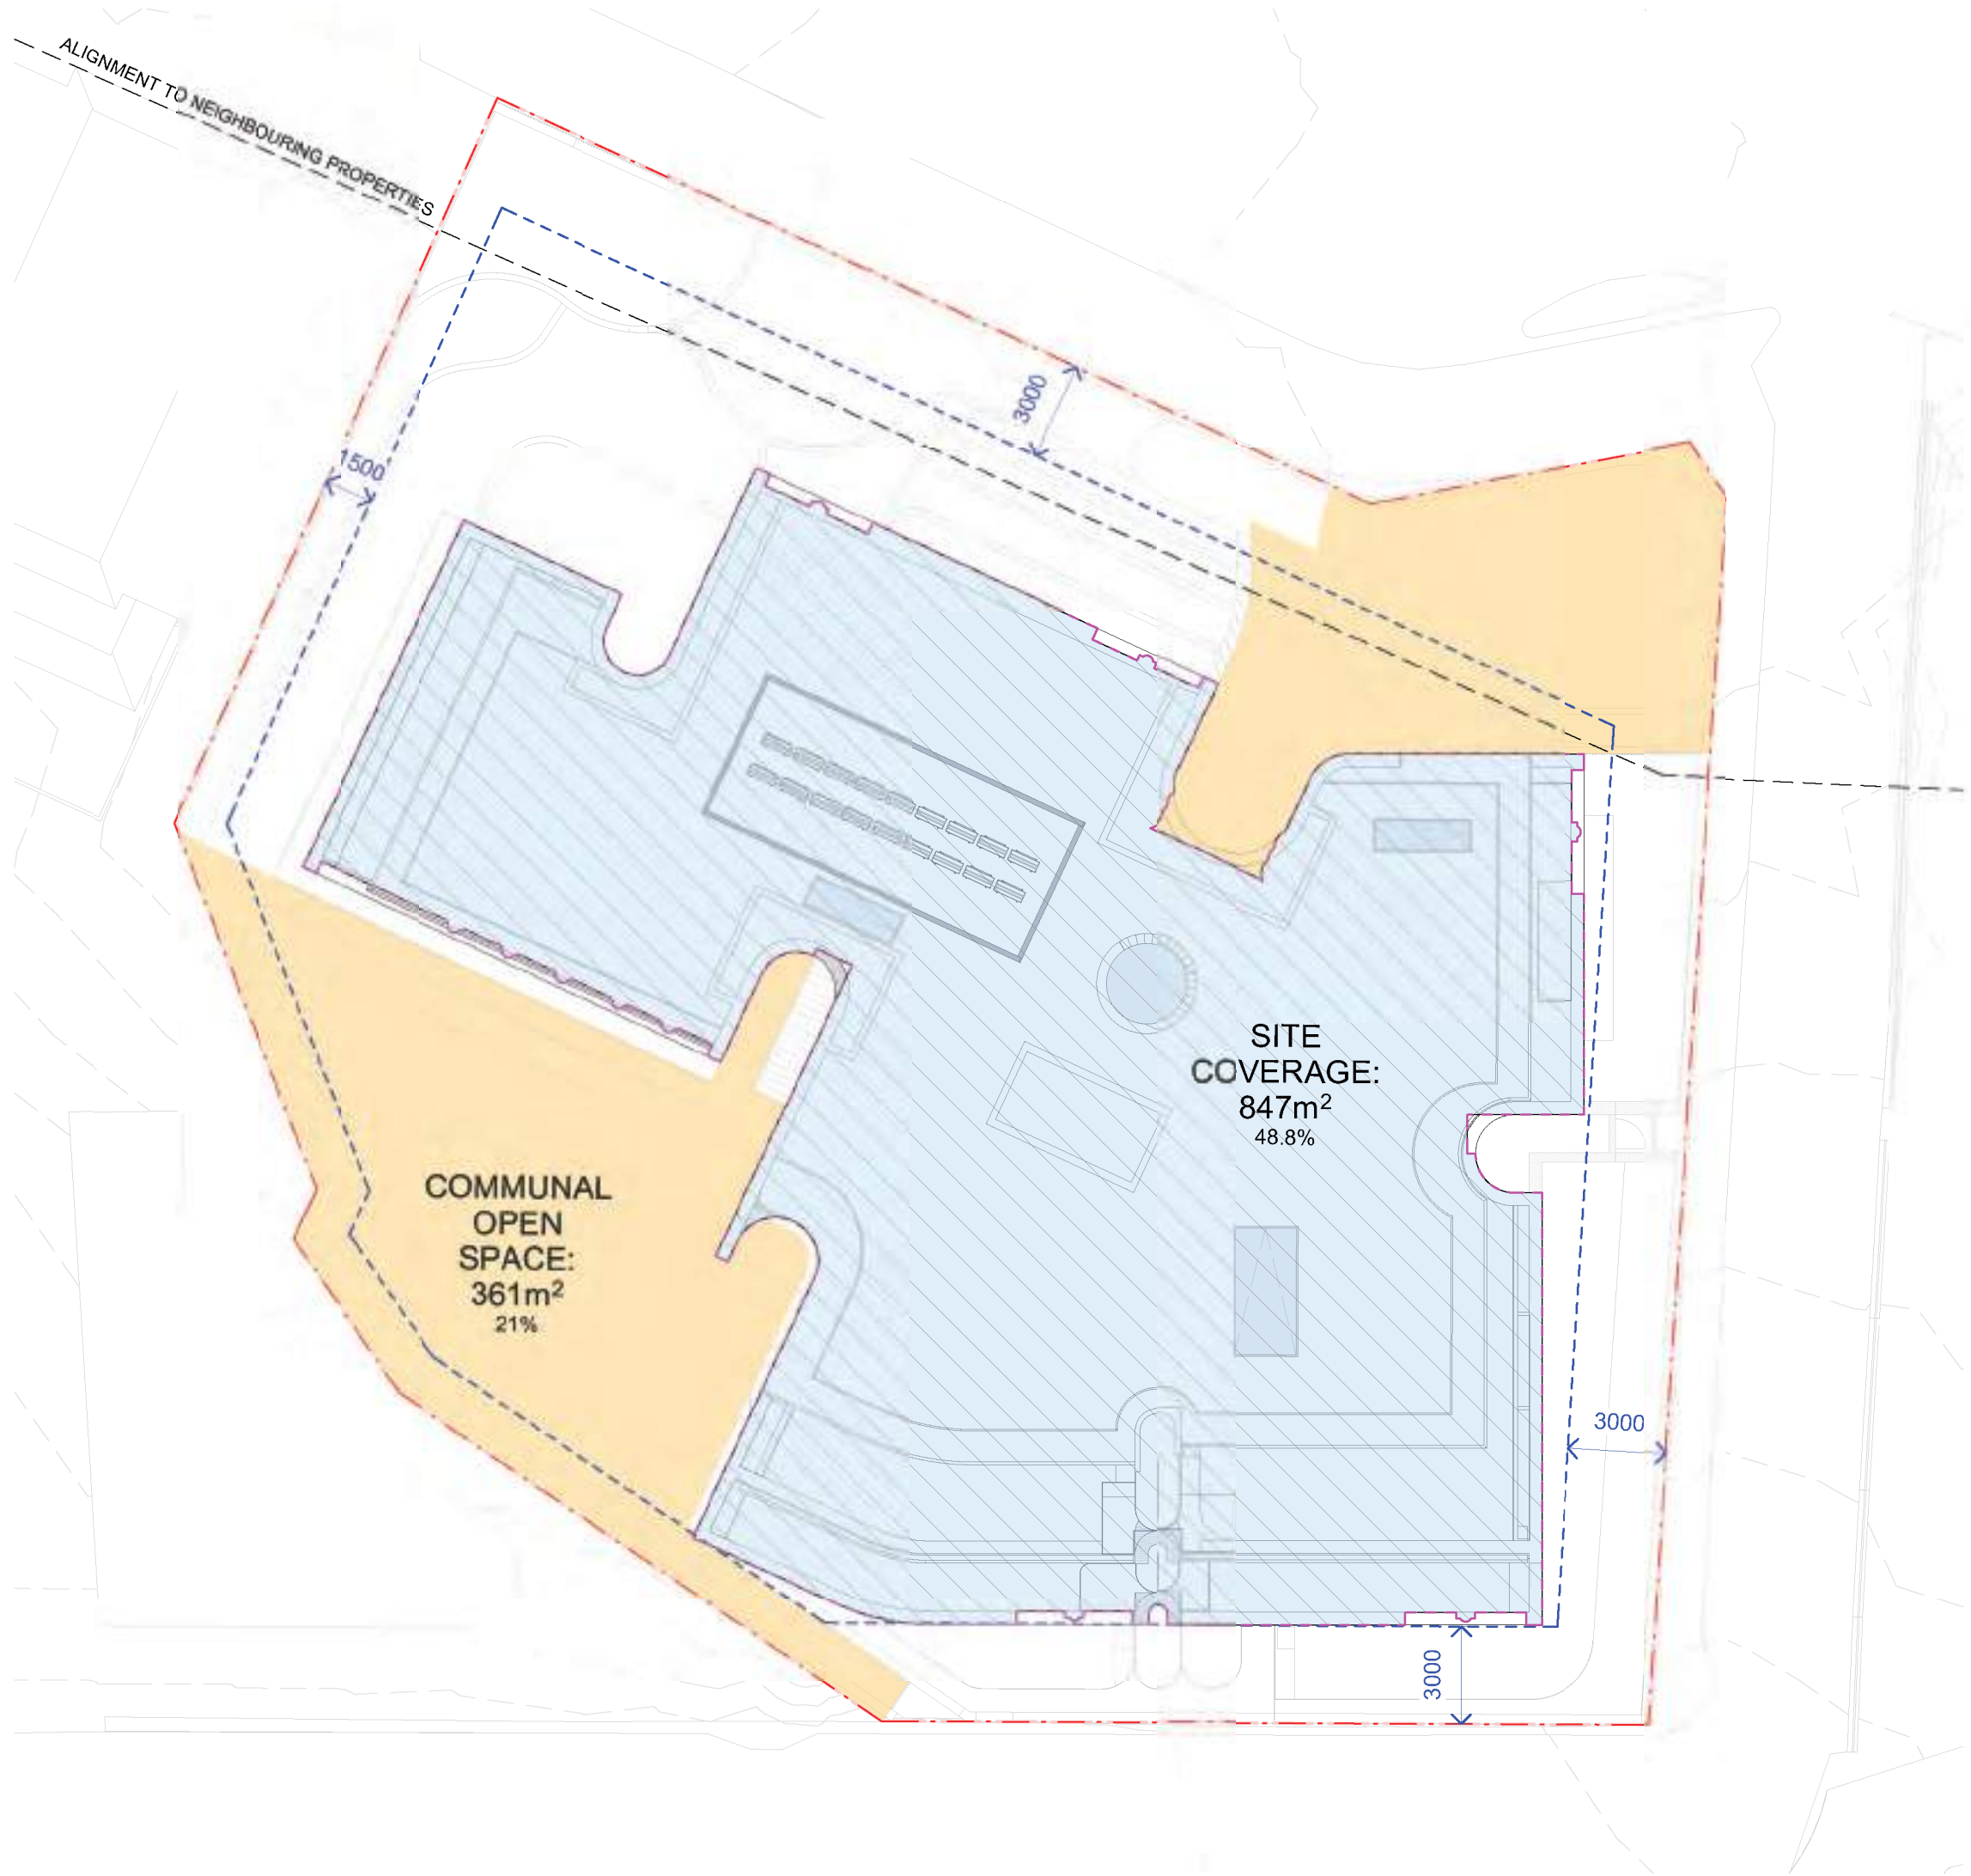 ALIGNMENT TO NEIGHBOURING PROPERTIES
3000
1500
SITE
COVERAGE:
847m²
48.8%
COMMUNAL
OPEN
SPACE:
361m²
21%
3000
3000